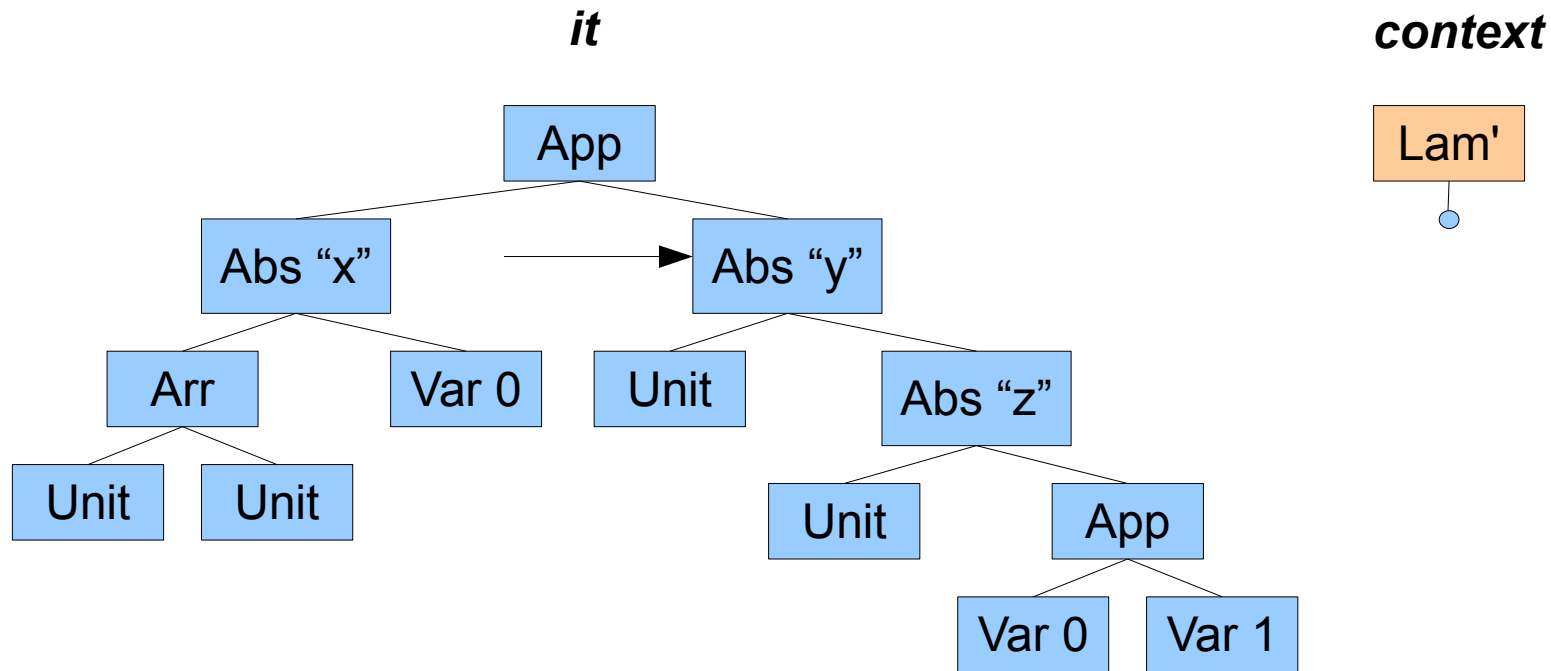 it
context
App
Lam'
Abs “x”
Abs “y”
Arr
Var 0
Unit
Abs “z”
Unit
Unit
Unit
App
Var 0
Var 1